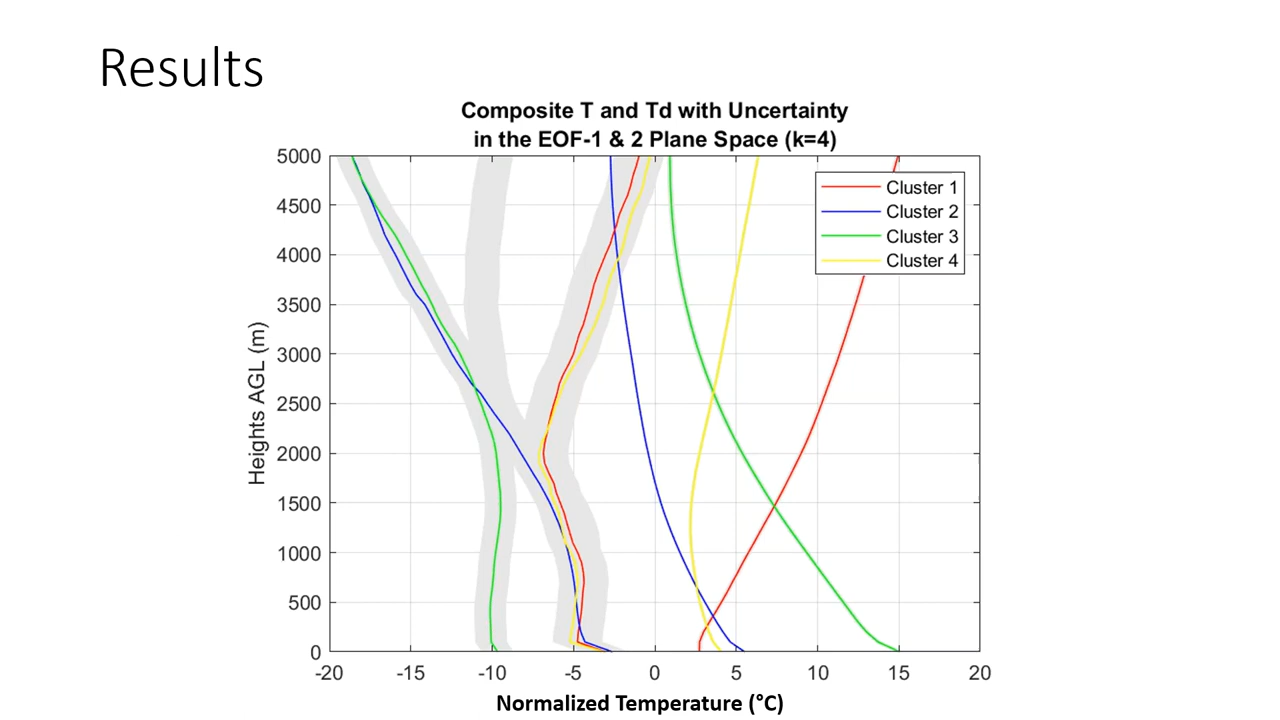 Results
Composite T and Td with Uncertainty
in the EOF-1 & 2 Plane Space (k=4)
5000
4500
4000
3500
3000
2500
2000
1500
1000
500
0
Heights AGL (m)
Cluster 1
Cluster 2
Cluster 3
Cluster 4
-20 -15 -10 -5 0 5 10 15 20
Normalized Temperature (°C)